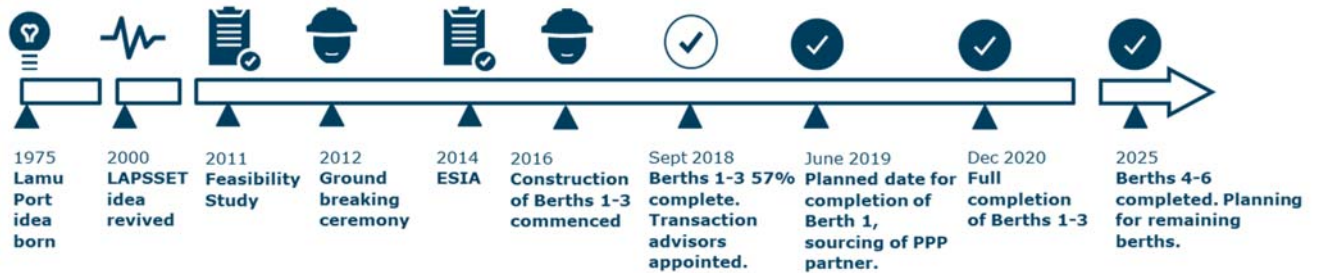 1975
Lamu
Port
idea
born
2000
LAPSSET
idea
revived
2011
Feasibility
Study
2012
Ground
breaking
ceremony
2014
ESIA
2016
Construction
of Berths 1-3
commenced
Sept 2018
Berths 1-3 57%
complete.
Transaction
advisors
appointed.
June 2019
Planned date for
completion of
Berth 1,
sourcing of PPP
partner.
Dec 2020
Full
completion
of Berths 1-3
2025
Berths 4-6
completed. Planning
for remaining
berths.